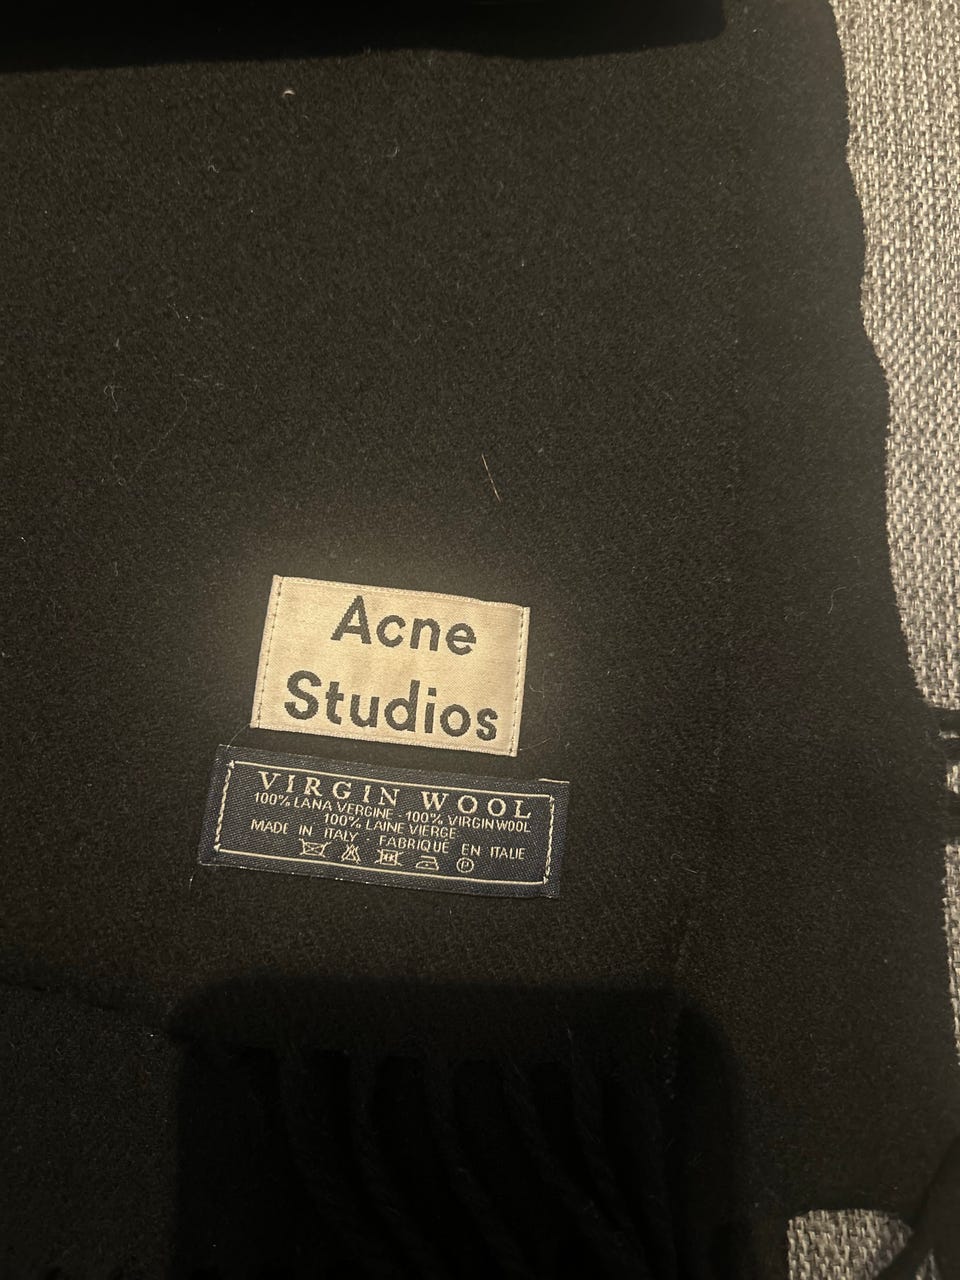 Acne
Studios
VIRGIN WOOL
100% LANA VERGINE - 100% VIRGIN WOOL
100% LAINE VIERGE
MADE IN ITALY - FABRIQUÉ EN ITALIE
P